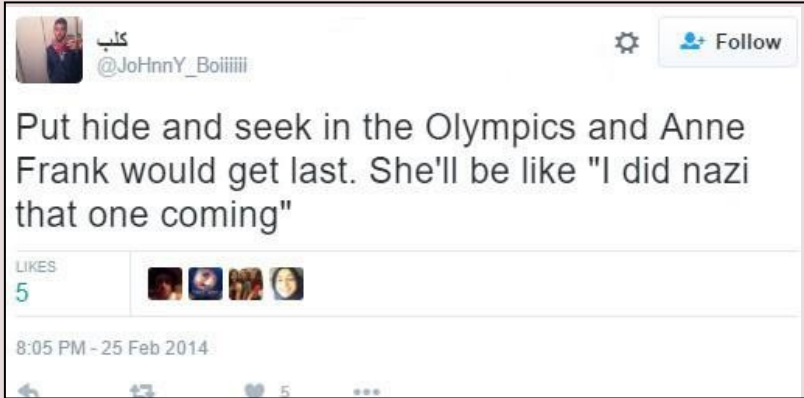 كلب
@JoHnnY_Boiiiiii
Follow
Put hide and seek in the Olympics and Anne
Frank would get last. She'll be like "I did nazi
that one coming"
LIKES
5
8:05 PM - 25 Feb 2014
5